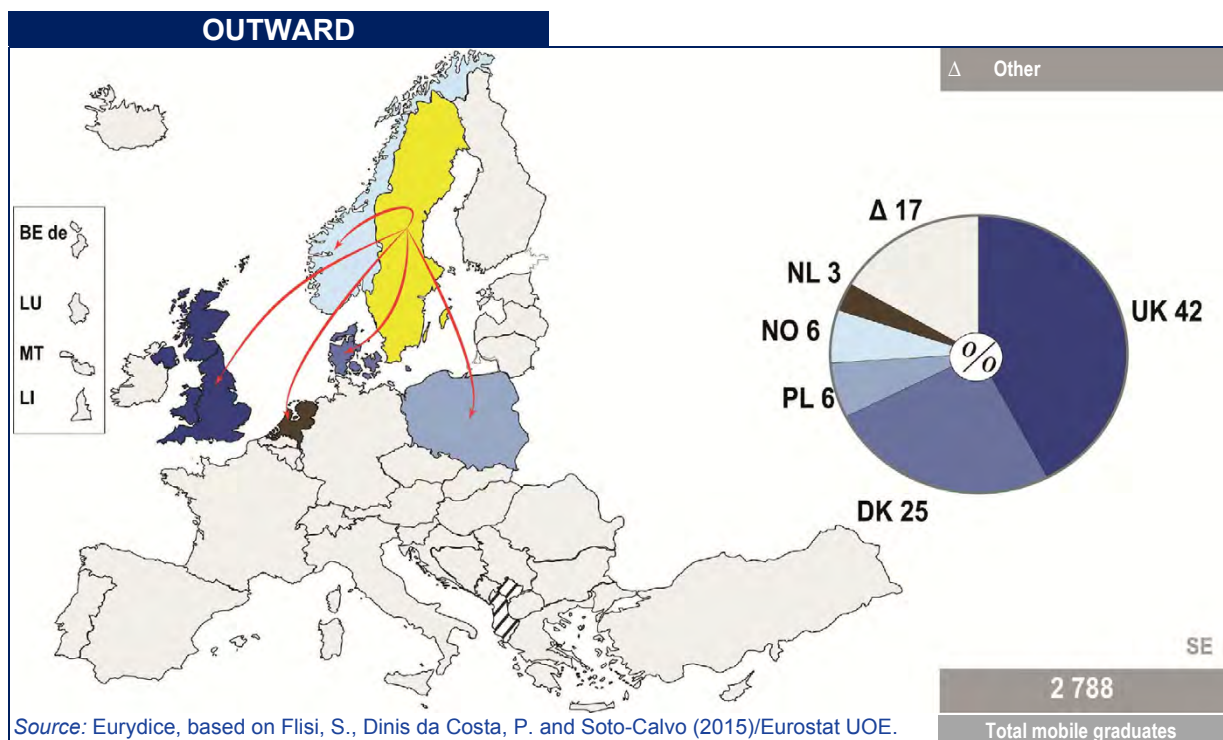 OUTWARD
Δ Other
BE de
LU
MT
LI
Δ 17
NL 3
NO 6
PL 6
DK 25
UK 42
%
SE
2 788
Total mobile graduates
Source: Eurydice, based on Flisi, S., Dinis da Costa, P. and Soto-Calvo (2015)/Eurostat UOE.